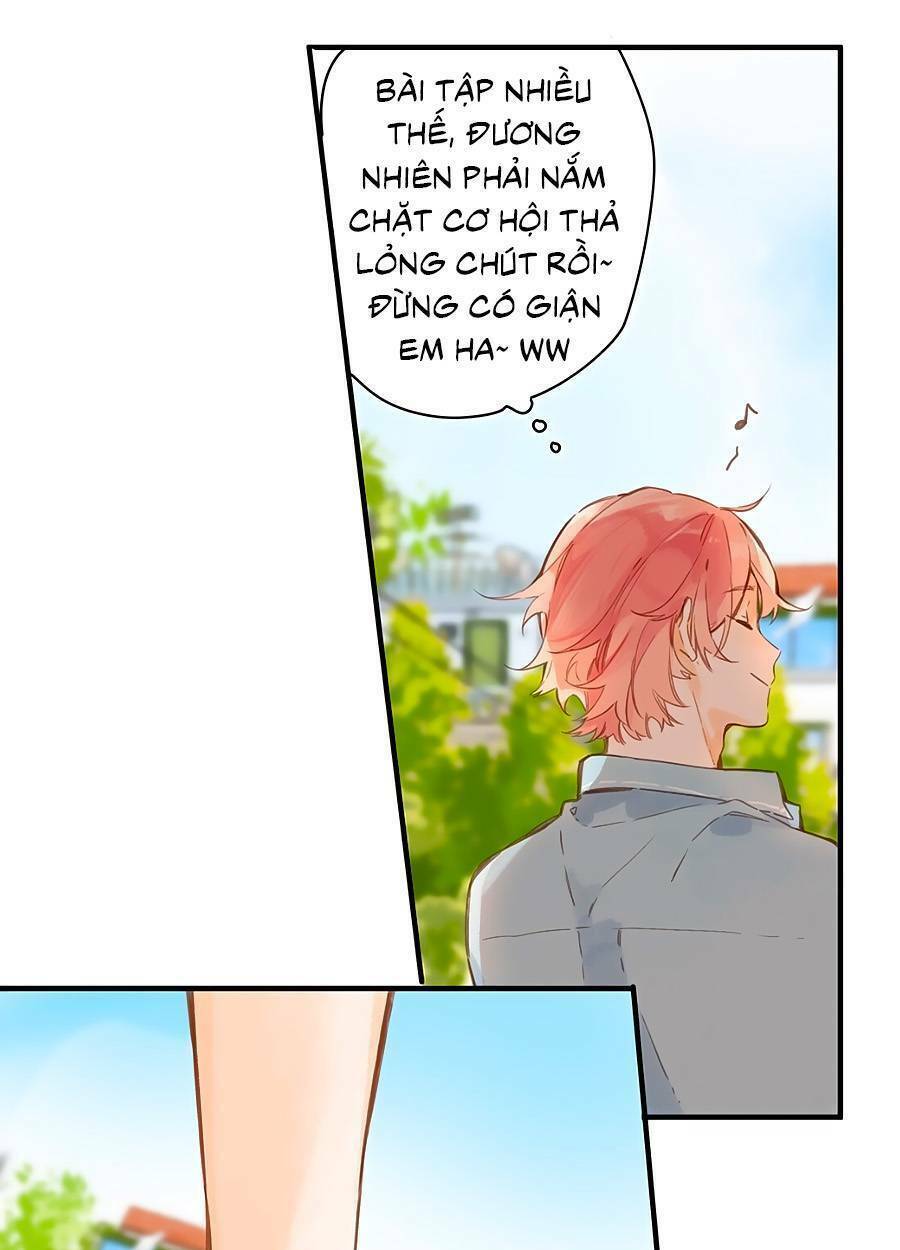 BÀI TẬP NHIỀU
THẾ, ĐƯƠNG
NHIÊN PHẢI NẮM
CHẶT CƠ HỘI THẢ
LỎNG CHÚT RỒI~
ĐỪNG CÓ GIẬN
EM HA~ WW